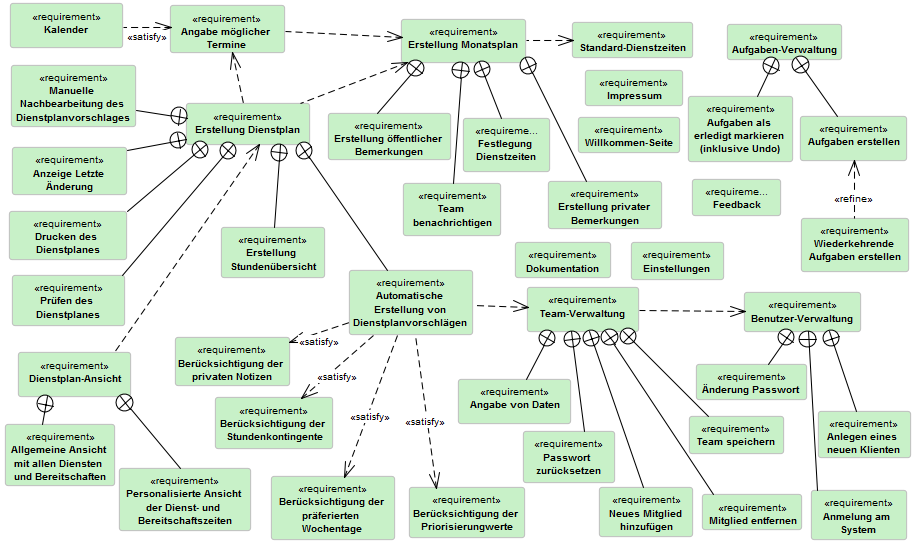 «requirement»
Kalender
«satisfy»
«requirement»
Angabe möglicher
Termine
«requirement»
Erstellung Monatsplan
«requirement»
Standard-Dienstzeiten
«requirement»
Aufgaben-Verwaltung
«requirement»
Manuelle
Nachbearbeitung des
Dienstplanvorschlages
«requirement»
Erstellung Dienstplan
«requirement»
Erstellung öffentlicher
Bemerkungen
«requireme...
Festlegung
Dienstzeiten
«requirement»
Impressum
«requirement»
Willkommen-Seite
«requirement»
Aufgaben als
erledigt markieren
(inklusive Undo)
«requirement»
Aufgaben erstellen
«requirement»
Anzeige Letzte
Änderung
«requirement»
Team
benachrichtigen
«requirement»
Erstellung privater
Bemerkungen
«requireme...
Feedback
«refine»
«requirement»
Wiederkehrende
Aufgaben erstellen
«requirement»
Drucken des
Dienstplanes
«requirement»
Erstellung
Stundenübersicht
«requirement»
Dokumentation
«requirement»
Einstellungen
«requirement»
Prüfen des
Dienstplanes
«requirement»
Automatische
Erstellung von
Dienstplanvorschlägen
«requirement»
Team-Verwaltung
«requirement»
Benutzer-Verwaltung
«satisfy»
«requirement»
Berücksichtigung der
privaten Notizen
«requirement»
Dienstplan-Ansicht
«satisfy»
«requirement»
Berücksichtigung der
Stundenkontingente
«satisfy»
«satisfy»
«requirement»
Angabe von Daten
«requirement»
Änderung Passwort
«requirement»
Allgemeine Ansicht
mit allen Diensten
und Bereitschaften
«requirement»
Passwort
zurücksetzen
«requirement»
Team speichern
«requirement»
Anlegen eines
neuen Klienten
«requirement»
Personalisierte Ansicht
der Dienst- und
Bereitschaftszeiten
«requirement»
Berücksichtigung der
präferierten
Wochentage
«requirement»
Berücksichtigung der
Priorisierungwerte
«requirement»
Neues Mitglied
hinzufügen
«requirement»
Mitglied entfernen
«requirement»
Anmelung am
System